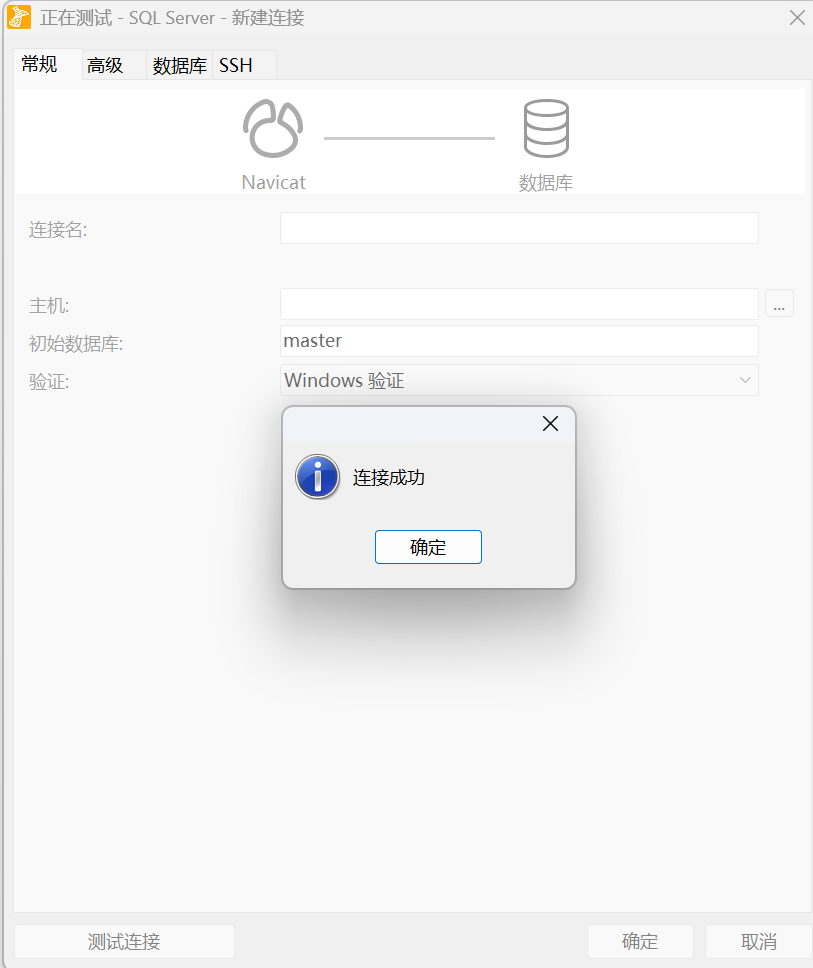 正在测试 - SQL Server - 新建连接
常规 高级 数据库 SSH
Navicat 数据库
连接名:
主机: ...
初始数据库: master
验证: Windows 验证
连接成功
确定
测试连接 确定 取消